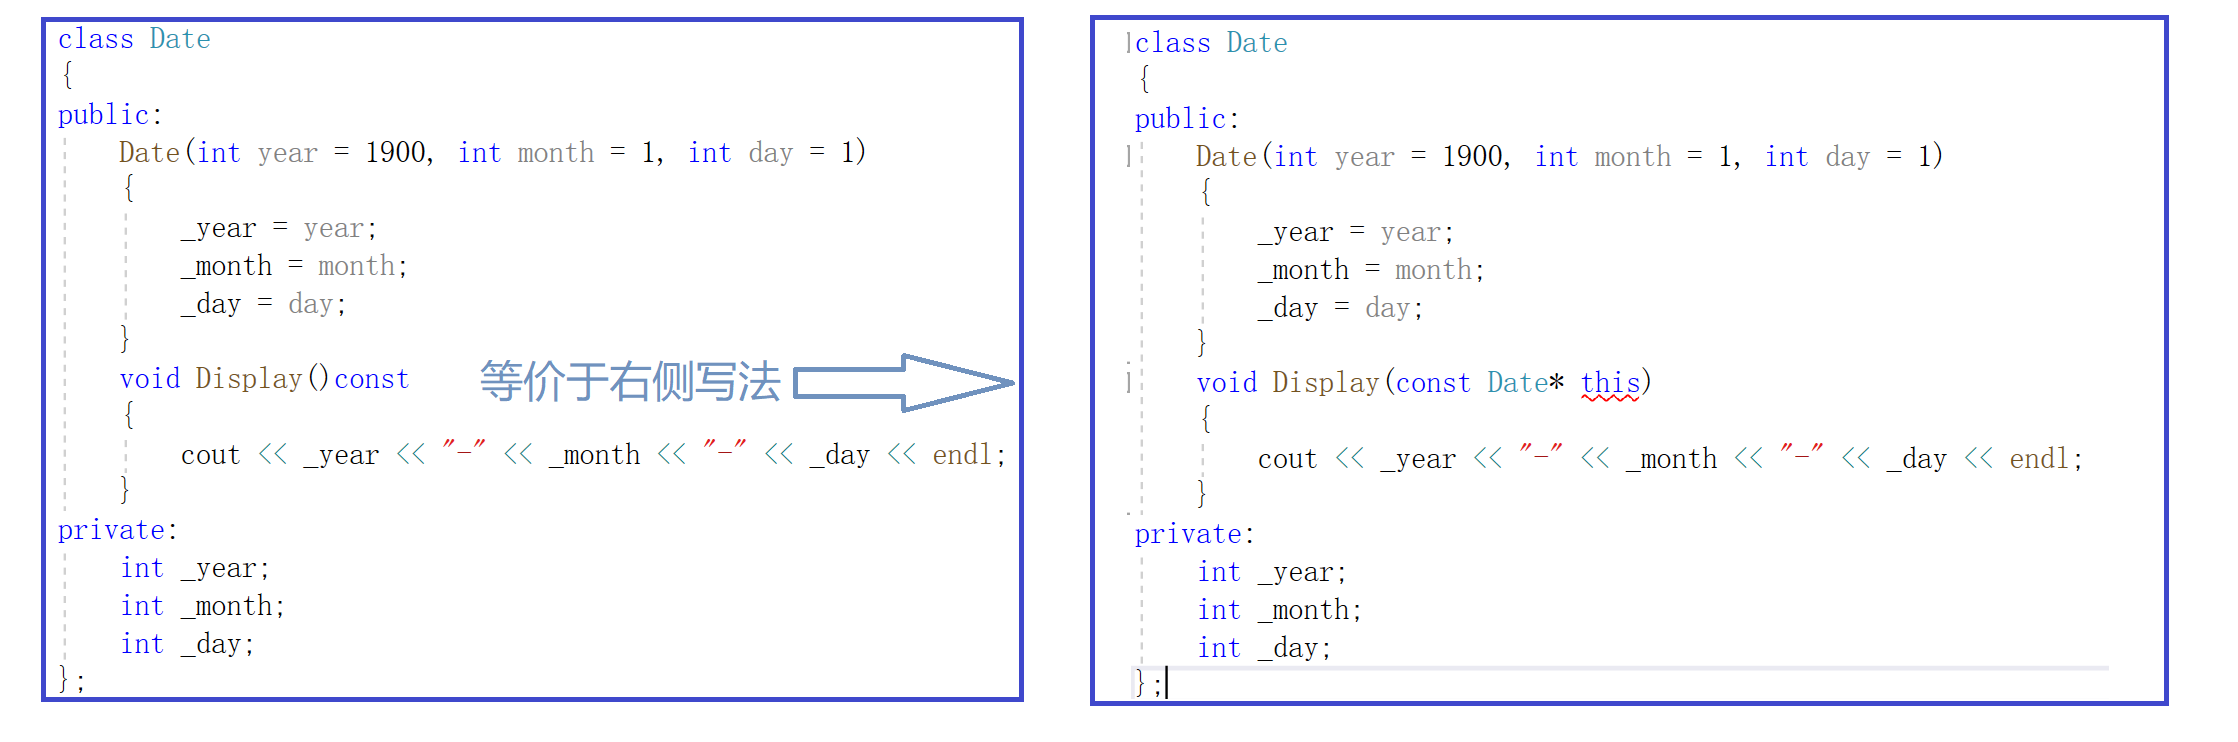 class Date
{
public:
    Date(int year = 1900, int month = 1, int day = 1)
    {
        _year = year;
        _month = month;
        _day = day;
    }
    void Display()const
    {
        cout << _year << "-" << _month << "-" << _day << endl;
    }
private:
    int _year;
    int _month;
    int _day;
};
等价于右侧写法
class Date
{
public:
    Date(int year = 1900, int month = 1, int day = 1)
    {
        _year = year;
        _month = month;
        _day = day;
    }
    void Display(const Date* this)
    {
        cout << _year << "-" << _month << "-" << _day << endl;
    }
private:
    int _year;
    int _month;
    int _day;
};